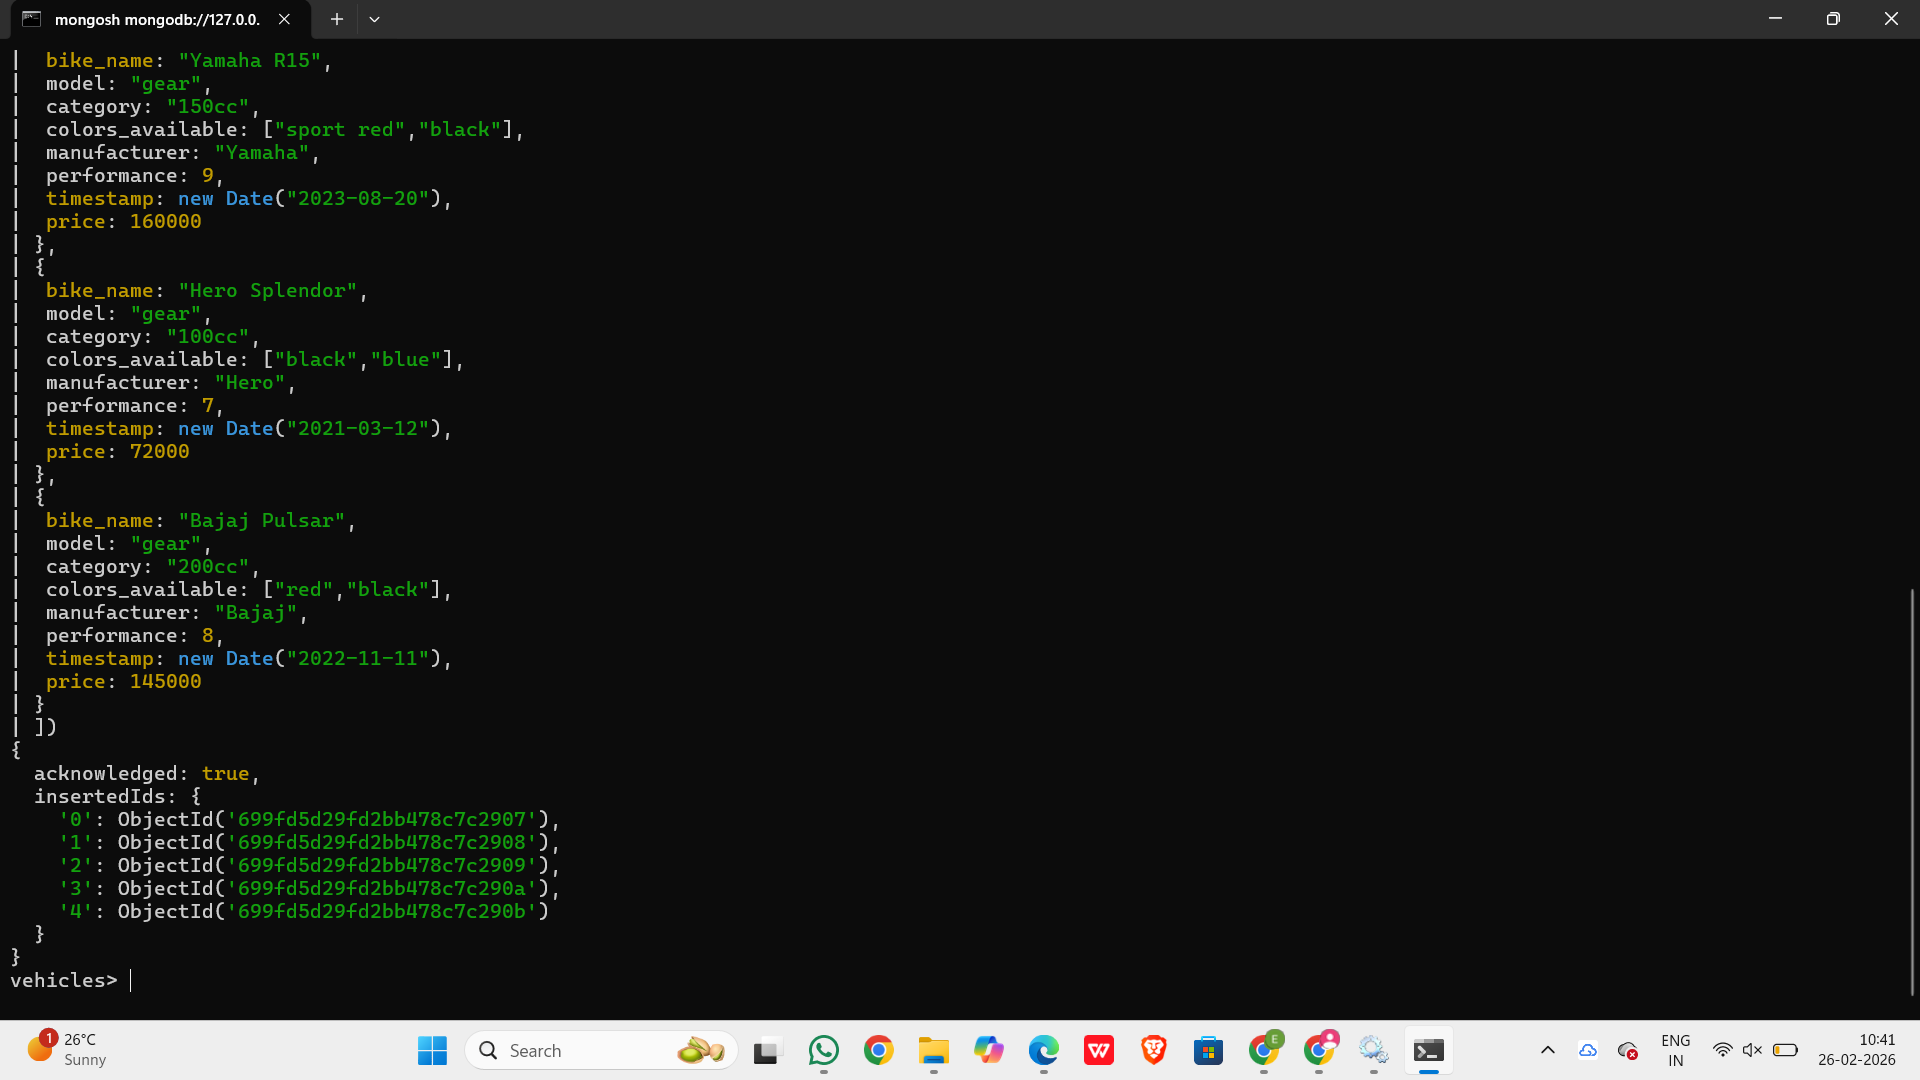 mongosh mongodb://127.0.0.
|  bike_name: "Yamaha R15",
|  model: "gear",
|  category: "150cc",
|  colors_available: ["sport red","black"],
|  manufacturer: "Yamaha",
|  performance: 9,
|  timestamp: new Date("2023-08-20"),
|  price: 160000
| },
| {
|  bike_name: "Hero Splendor",
|  model: "gear",
|  category: "100cc",
|  colors_available: ["black","blue"],
|  manufacturer: "Hero",
|  performance: 7,
|  timestamp: new Date("2021-03-12"),
|  price: 72000
| },
| {
|  bike_name: "Bajaj Pulsar",
|  model: "gear",
|  category: "200cc",
|  colors_available: ["red","black"],
|  manufacturer: "Bajaj",
|  performance: 8,
|  timestamp: new Date("2022-11-11"),
|  price: 145000
| }
| ])
{
  acknowledged: true,
  insertedIds: {
    '0': ObjectId('699fd5d29fd2bb478c7c2907'),
    '1': ObjectId('699fd5d29fd2bb478c7c2908'),
    '2': ObjectId('699fd5d29fd2bb478c7c2909'),
    '3': ObjectId('699fd5d29fd2bb478c7c290a'),
    '4': ObjectId('699fd5d29fd2bb478c7c290b')
  }
}
vehicles>
1
26°C
Sunny
Search
W
E
ENG
IN
10:41
26-02-2026